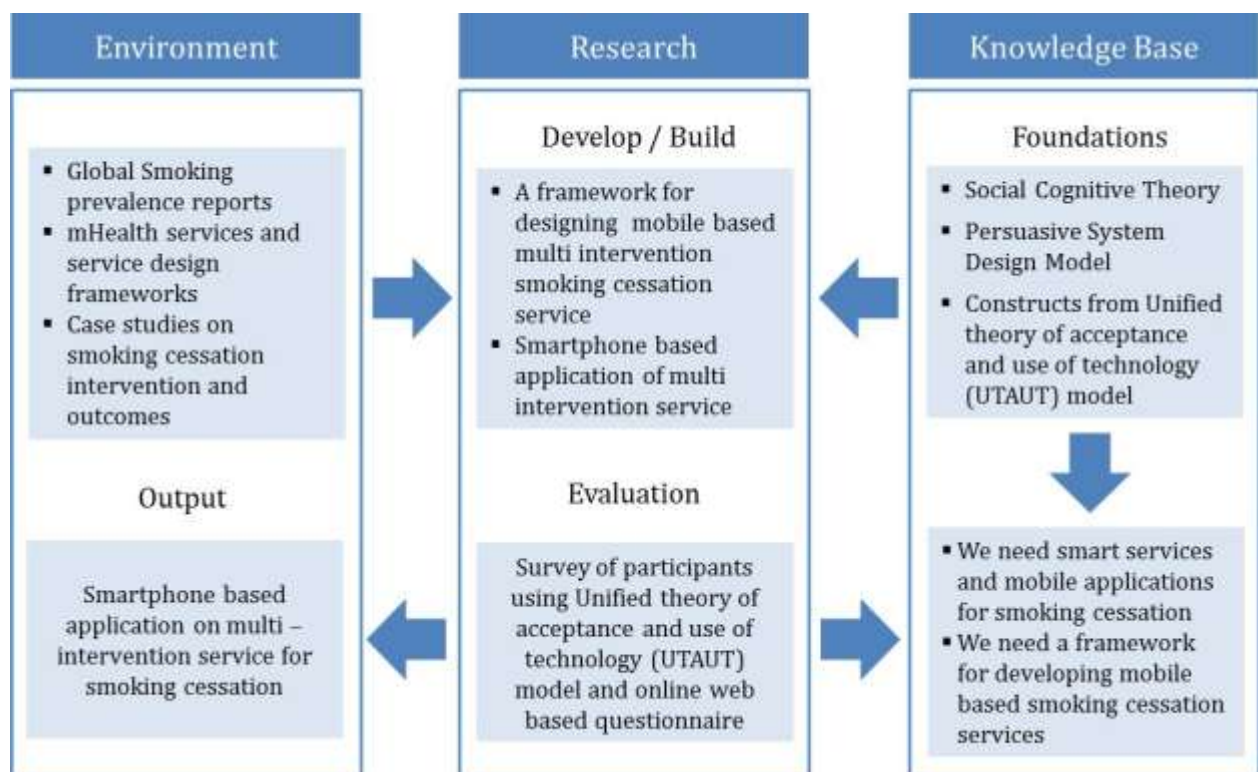 Environment
▪ Global Smoking
prevalence reports
▪ mHealth services and
service design
frameworks
▪ Case studies on
smoking cessation
intervention and
outcomes
Output
Smartphone based
application on multi –
intervention service for
smoking cessation
Research
Develop / Build
▪ A framework for
designing mobile based
multi intervention
smoking cessation
service
▪ Smartphone based
application of multi
intervention service
Evaluation
Survey of participants
using Unified theory of
acceptance and use of
technology (UTAUT)
model and online web
based questionnaire
Knowledge Base
Foundations
▪ Social Cognitive Theory
▪ Persuasive System
Design Model
▪ Constructs from Unified
theory of acceptance
and use of technology
(UTAUT) model
▪ We need smart services
and mobile applications
for smoking cessation
▪ We need a framework
for developing mobile
based smoking cessation
services